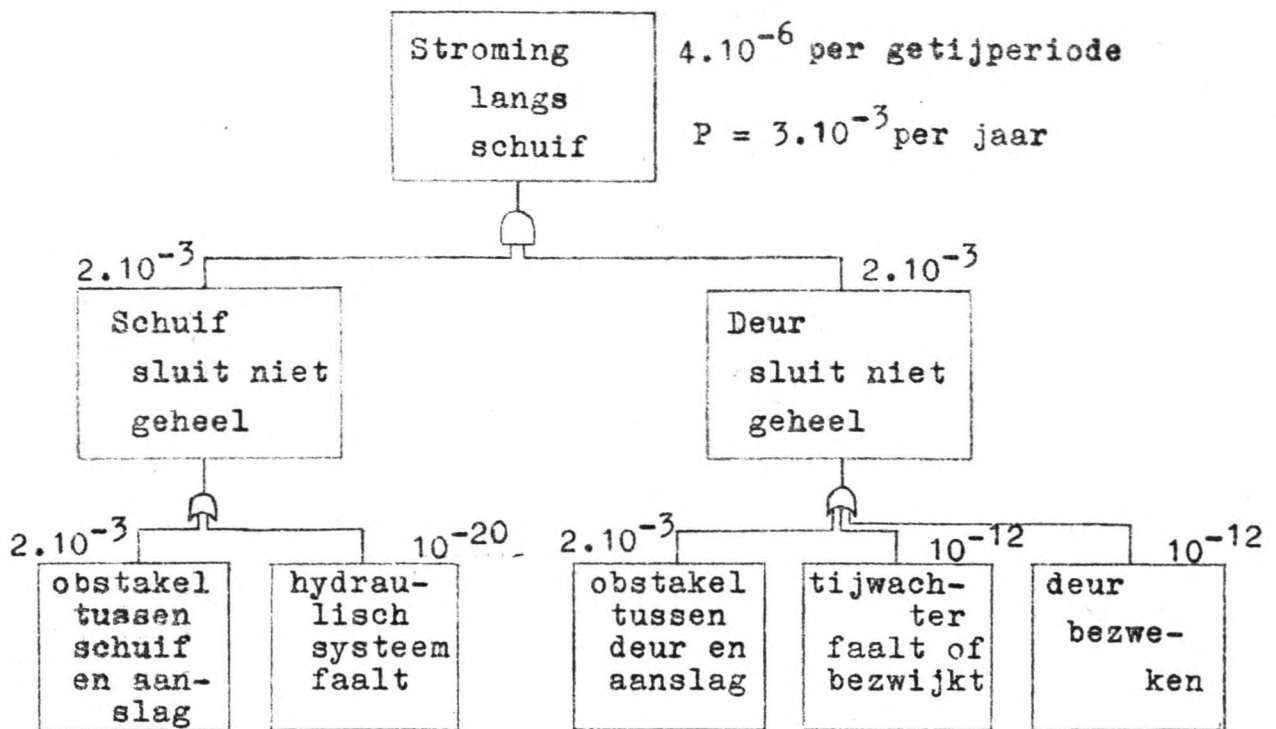 Stroming
langs
schuif
4.10⁻⁶ per getijperiode
P = 3.10⁻³ per jaar
2.10⁻³
Schuif
sluit niet
geheel
2.10⁻³
Deur
sluit niet
geheel
2.10⁻³
obstakel
tussen
schuif
en aan-
slag
10⁻²⁰
hydrau-
lisch
systeem
faalt
2.10⁻³
obstakel
tussen
deur en
aanslag
10⁻¹²
tijwach-
ter
faalt of
bezwijkt
10⁻¹²
deur
bezwe-
ken